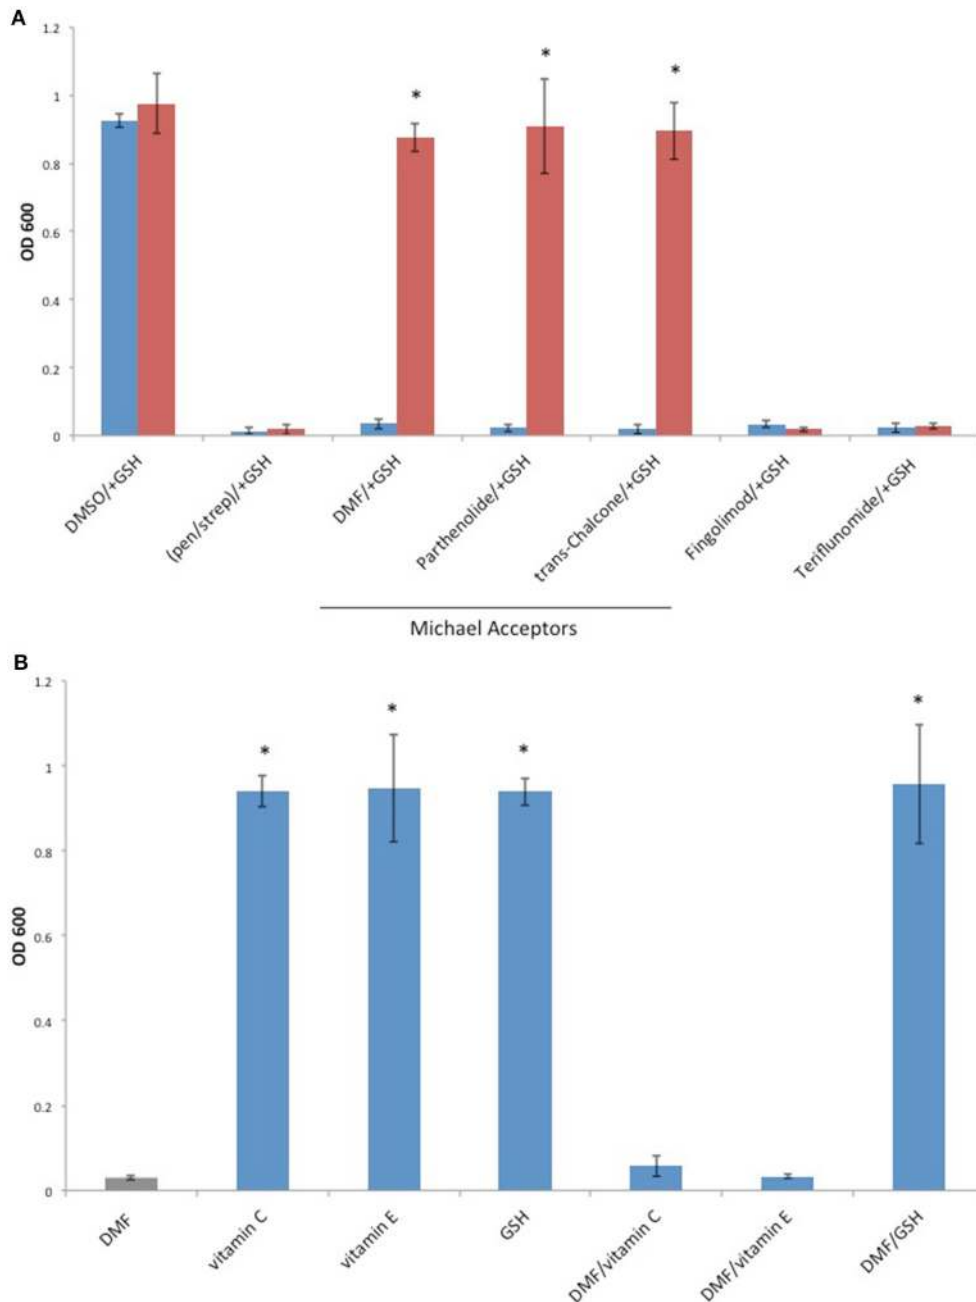 A
1.2
*
*
*
1
0.8
OD 600
0.6
0.4
0.2
0
DMSO/+GSH
(pen/strep)/+GSH
DMF/+GSH
Parthenolide/+GSH
trans-Chalcone/+GSH
Fingolimod/+GSH
Teriflunomide/+GSH
Michael Acceptors
B
1.2
*
*
*
*
1
0.8
OD 600
0.6
0.4
0.2
0
DMF
vitamin C
vitamin E
GSH
DMF/vitamin C
DMF/vitamin E
DMF/GSH